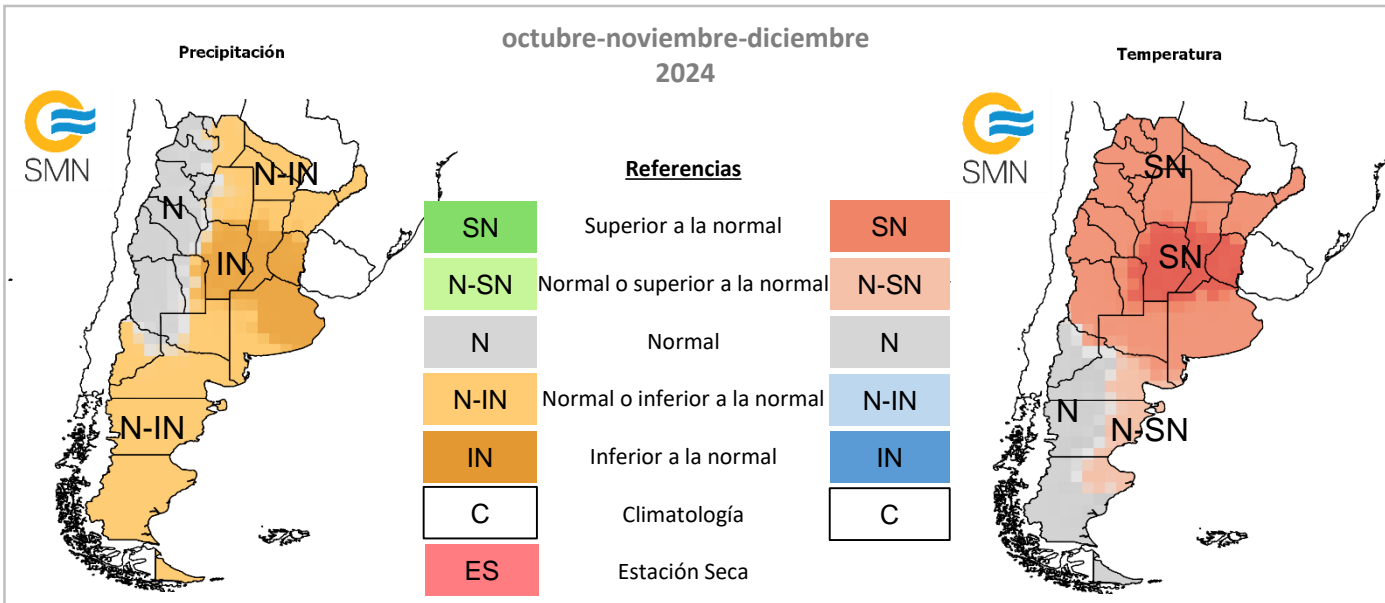 octubre-noviembre-diciembre
2024
Precipitación
SMN
N-IN
N
IN
N-IN
Referencias
SN Superior a la normal SN
N-SN Normal o superior a la normal N-SN
N Normal N
N-IN Normal o inferior a la normal N-IN
IN Inferior a la normal IN
C Climatología C
ES Estación Seca
Temperatura
SMN
SN
SN
N
N-SN